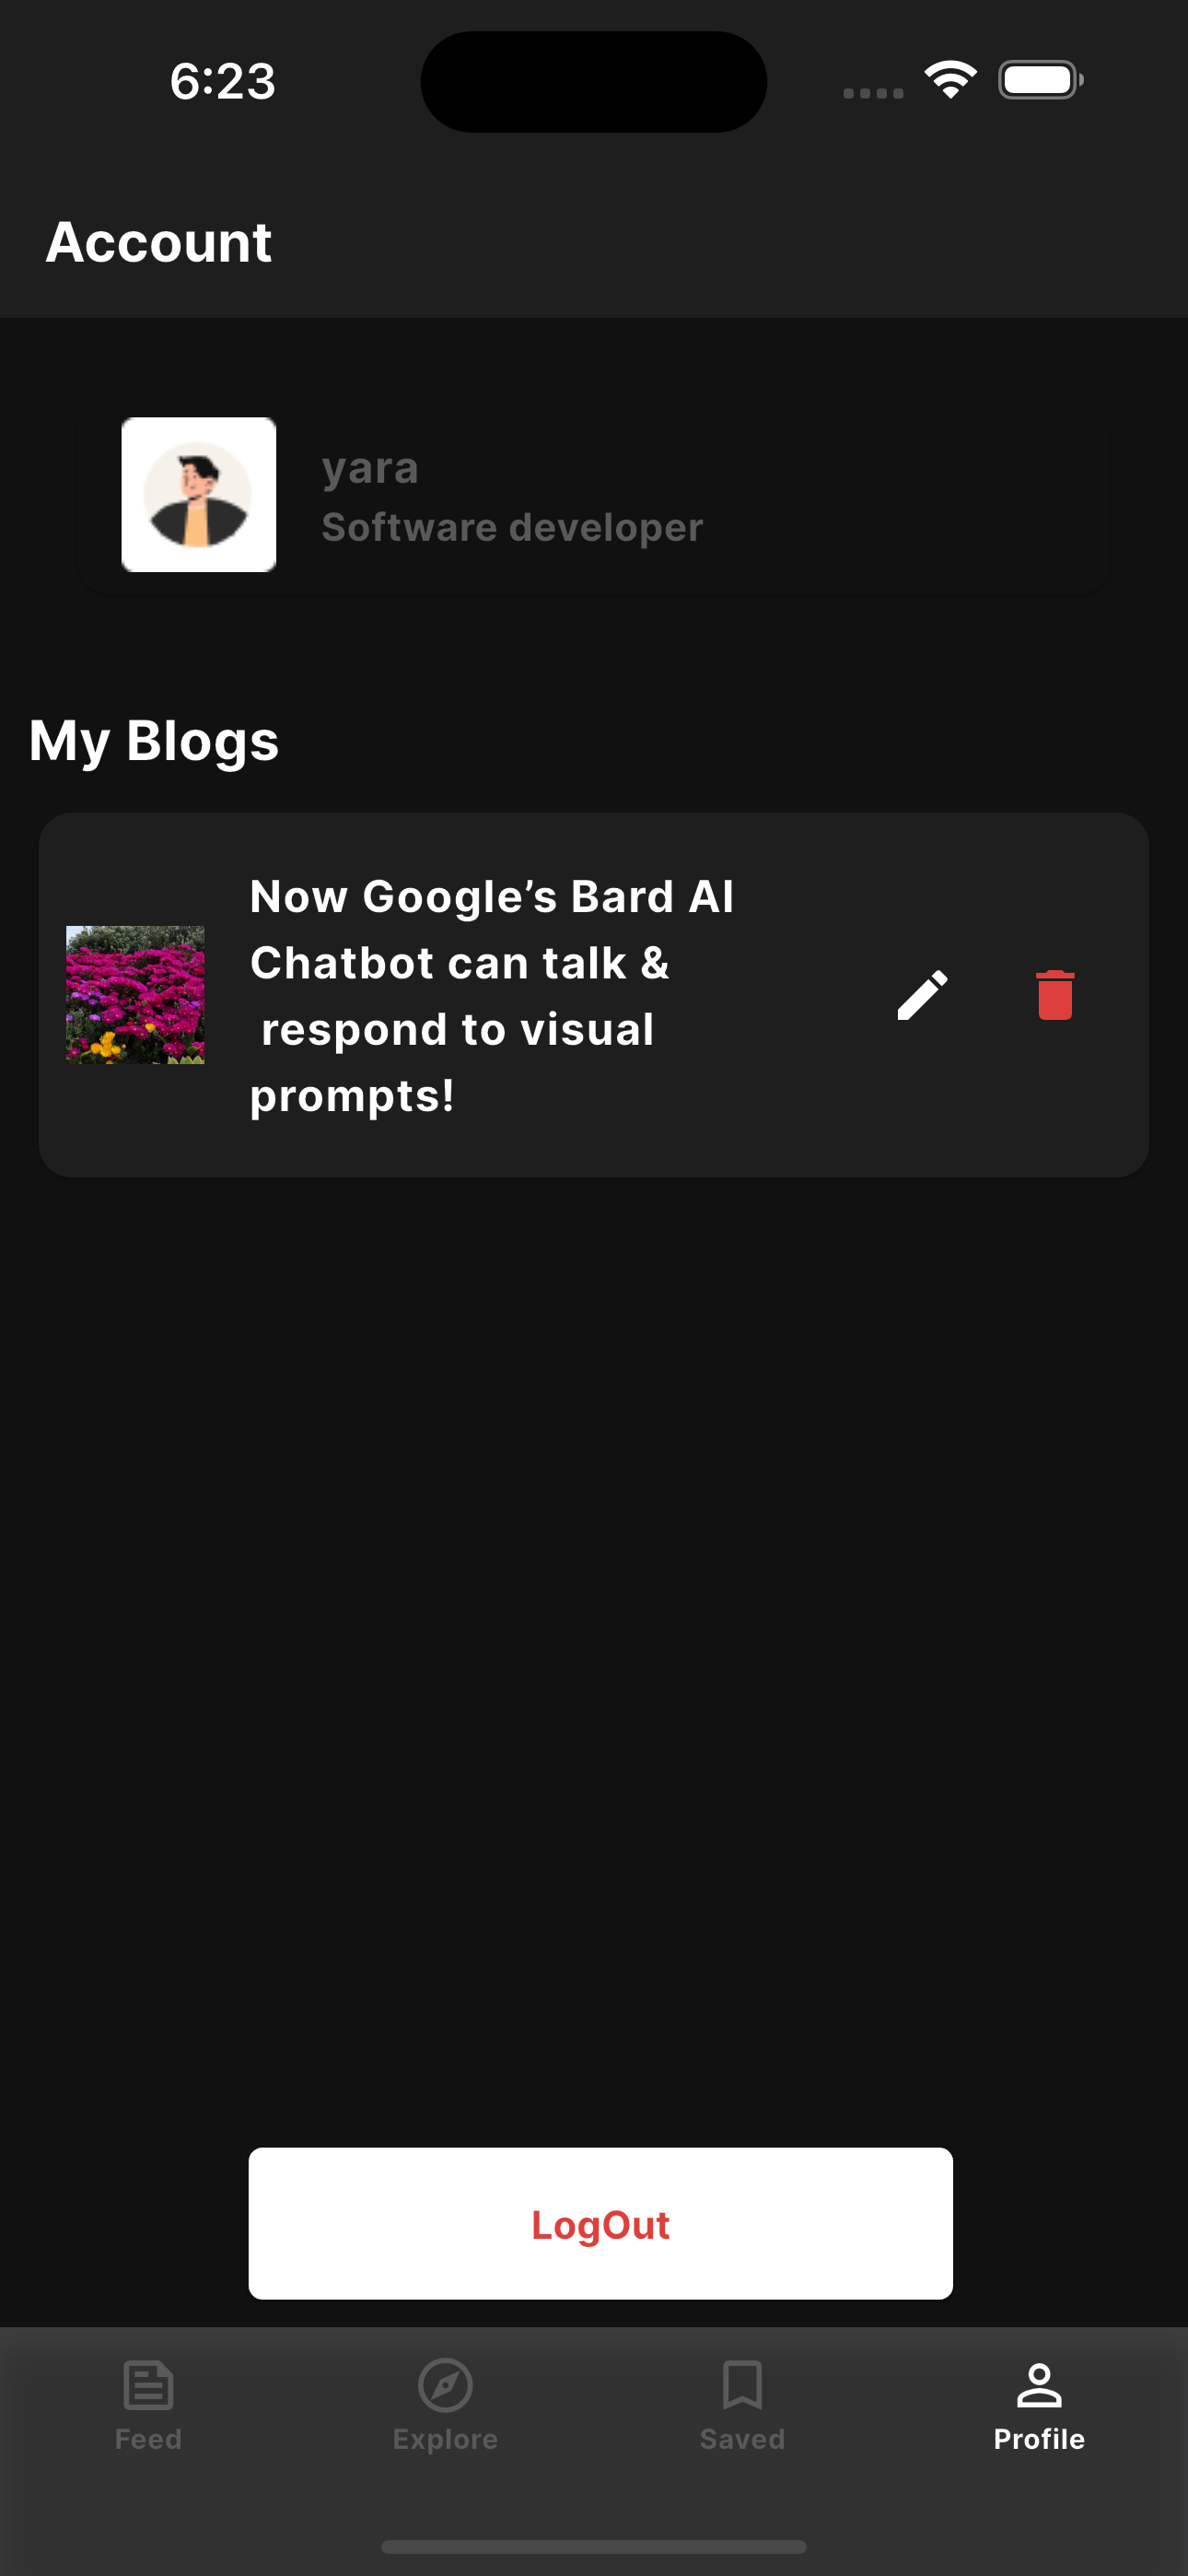 6:23
Account
yara
Software developer
My Blogs
Now Google’s Bard AI
Chatbot can talk &
respond to visual
prompts!
LogOut
Feed
Explore
Saved
Profile